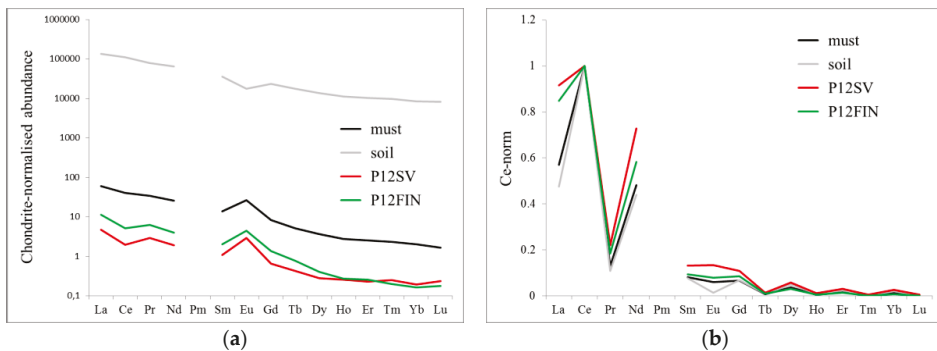 1000000
100000
10000
1000
100
10
1
0,1
Chondrite-normalised abundance
must
soil
P12SV
P12FIN
La Ce Pr Nd Pm Sm Eu Gd Tb Dy Ho Er Tm Yb Lu
(a)
1.2
1
0.8
0.6
0.4
0.2
0
Ce-norm
must
soil
P12SV
P12FIN
La Ce Pr Nd Pm Sm Eu Gd Tb Dy Ho Er Tm Yb Lu
(b)